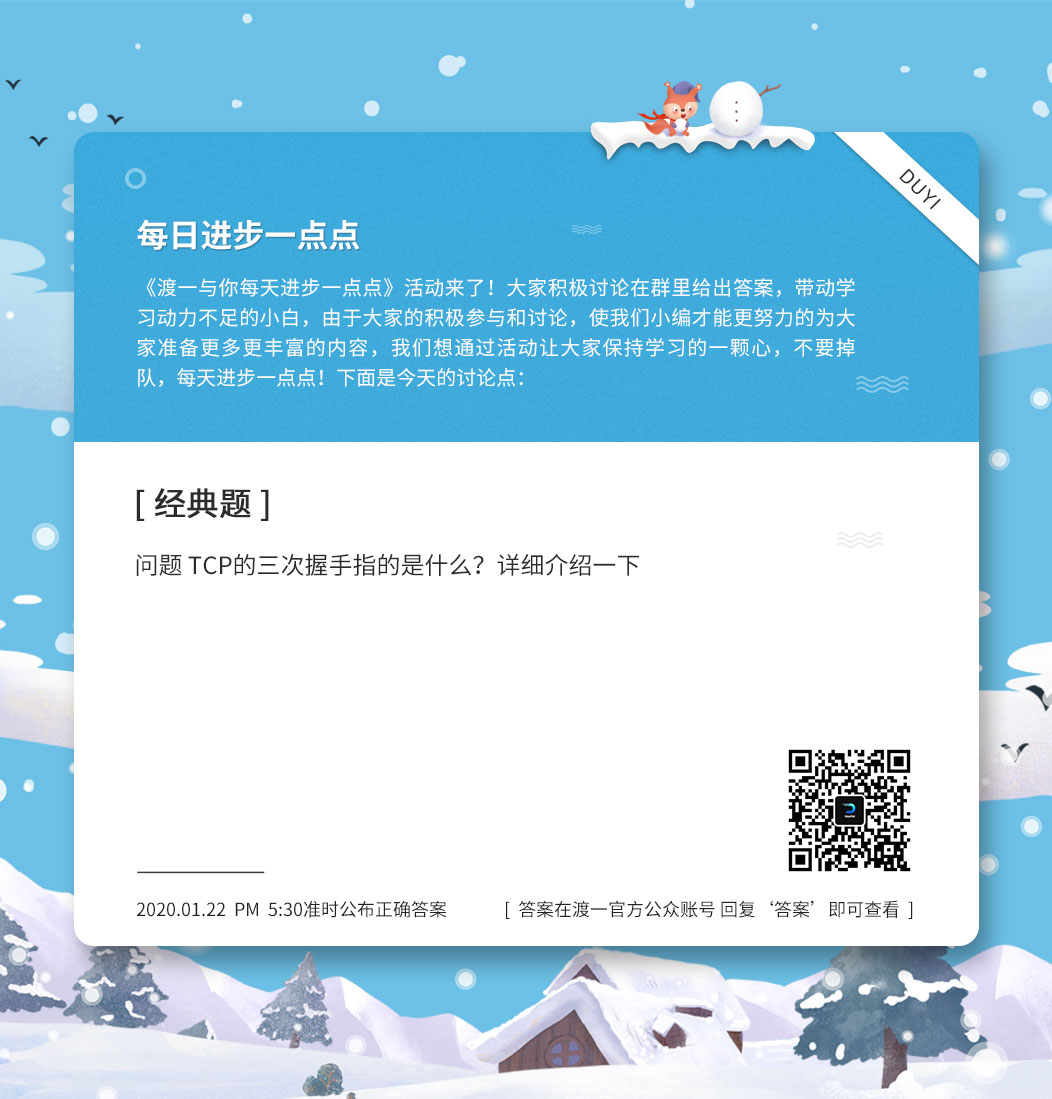 DUYI
每日进步一点点
《渡一与你每天进步一点点》活动来了！大家积极讨论在群里给出答案，带动学
习动力不足的小白，由于大家的积极参与和讨论，使我们小编才能更努力的为大
家准备更多更丰富的内容，我们想通过活动让大家保持学习的一颗心，不要掉
队，每天进步一点点！下面是今天的讨论点：
[ 经典题 ]
问题 TCP的三次握手指的是什么？详细介绍一下
2020.01.22 PM 5:30准时公布正确答案
[ 答案在渡一官方公众账号 回复 ‘答案’ 即可查看 ]